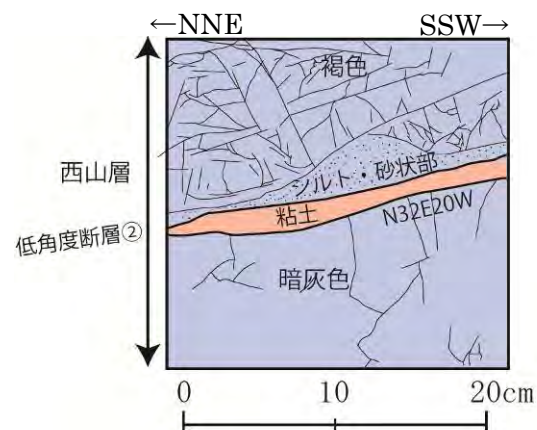 ←NNE SSW→
褐色
西山層
シルト・砂状部
粘土
N32E20W
低角度断層②
暗灰色
0 10 20cm